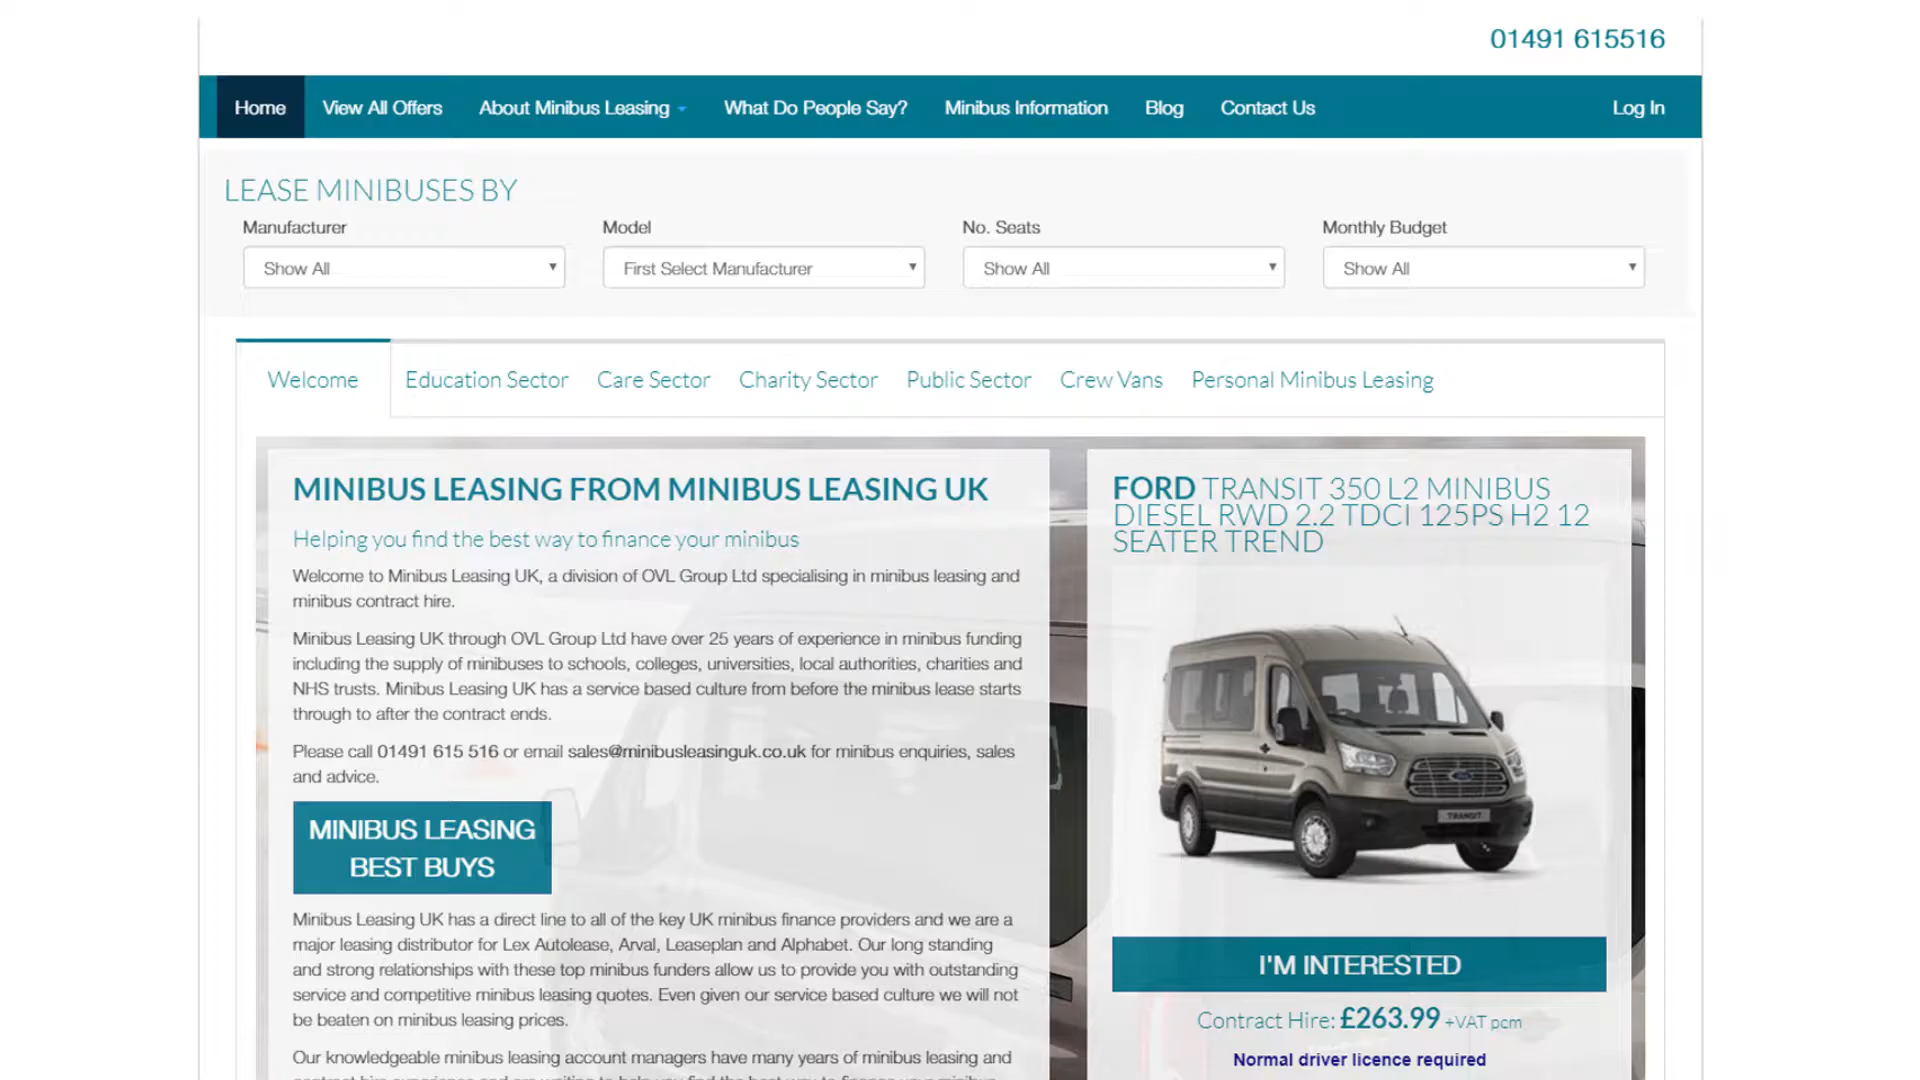 01491 615516
Home View All Offers About Minibus Leasing What Do People Say? Minibus Information Blog Contact Us Log In
LEASE MINIBUSES BY
Manufacturer Model No. Seats Monthly Budget
Show All First Select Manufacturer Show All Show All
Welcome Education Sector Care Sector Charity Sector Public Sector Crew Vans Personal Minibus Leasing
MINIBUS LEASING FROM MINIBUS LEASING UK
Helping you find the best way to finance your minibus
Welcome to Minibus Leasing UK, a division of OVL Group Ltd specialising in minibus leasing and
minibus contract hire.
Minibus Leasing UK through OVL Group Ltd have over 25 years of experience in minibus funding
including the supply of minibuses to schools, colleges, universities, local authorities, charities and
NHS trusts. Minibus Leasing UK has a service based culture from before the minibus lease starts
through to after the contract ends.
Please call 01491 615 516 or email sales@minibusleasinguk.co.uk for minibus enquiries, sales
and advice.
MINIBUS LEASING
BEST BUYS
Minibus Leasing UK has a direct line to all of the key UK minibus finance providers and we are a
major leasing distributor for Lex Autolease, Arval, Leaseplan and Alphabet. Our long standing
and strong relationships with these top minibus funders allow us to provide you with outstanding
service and competitive minibus leasing quotes. Even given our service based culture we will not
be beaten on minibus leasing prices.
Our knowledgeable minibus leasing account managers have many years of minibus leasing and
FORD TRANSIT 350 L2 MINIBUS
DIESEL RWD 2.2 TDCI 125PS H2 12
SEATER TREND
TRANSIT
I'M INTERESTED
Contract Hire: £263.99 +VAT pcm
Normal driver licence required